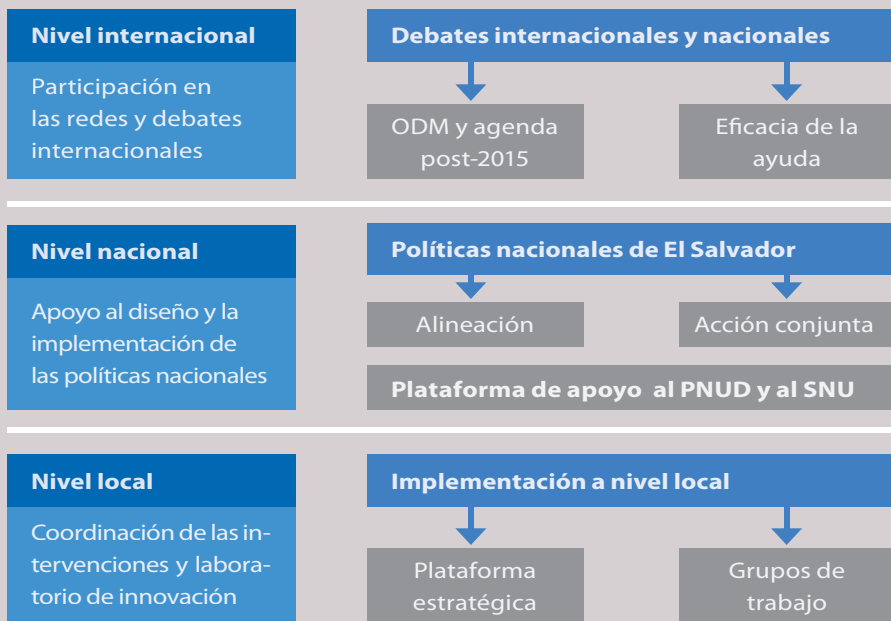 Nivel internacional
Participación en
las redes y debates
internacionales
Debates internacionales y nacionales
ODM y agenda
post-2015
Eficacia de la
ayuda
Nivel nacional
Apoyo al diseño y la
implementación de
las políticas nacionales
Políticas nacionales de El Salvador
Alineación
Acción conjunta
Plataforma de apoyo al PNUD y al SNU
Nivel local
Coordinación de las in-
tervenciones y labora-
torio de innovación
Implementación a nivel local
Plataforma
estratégica
Grupos de
trabajo